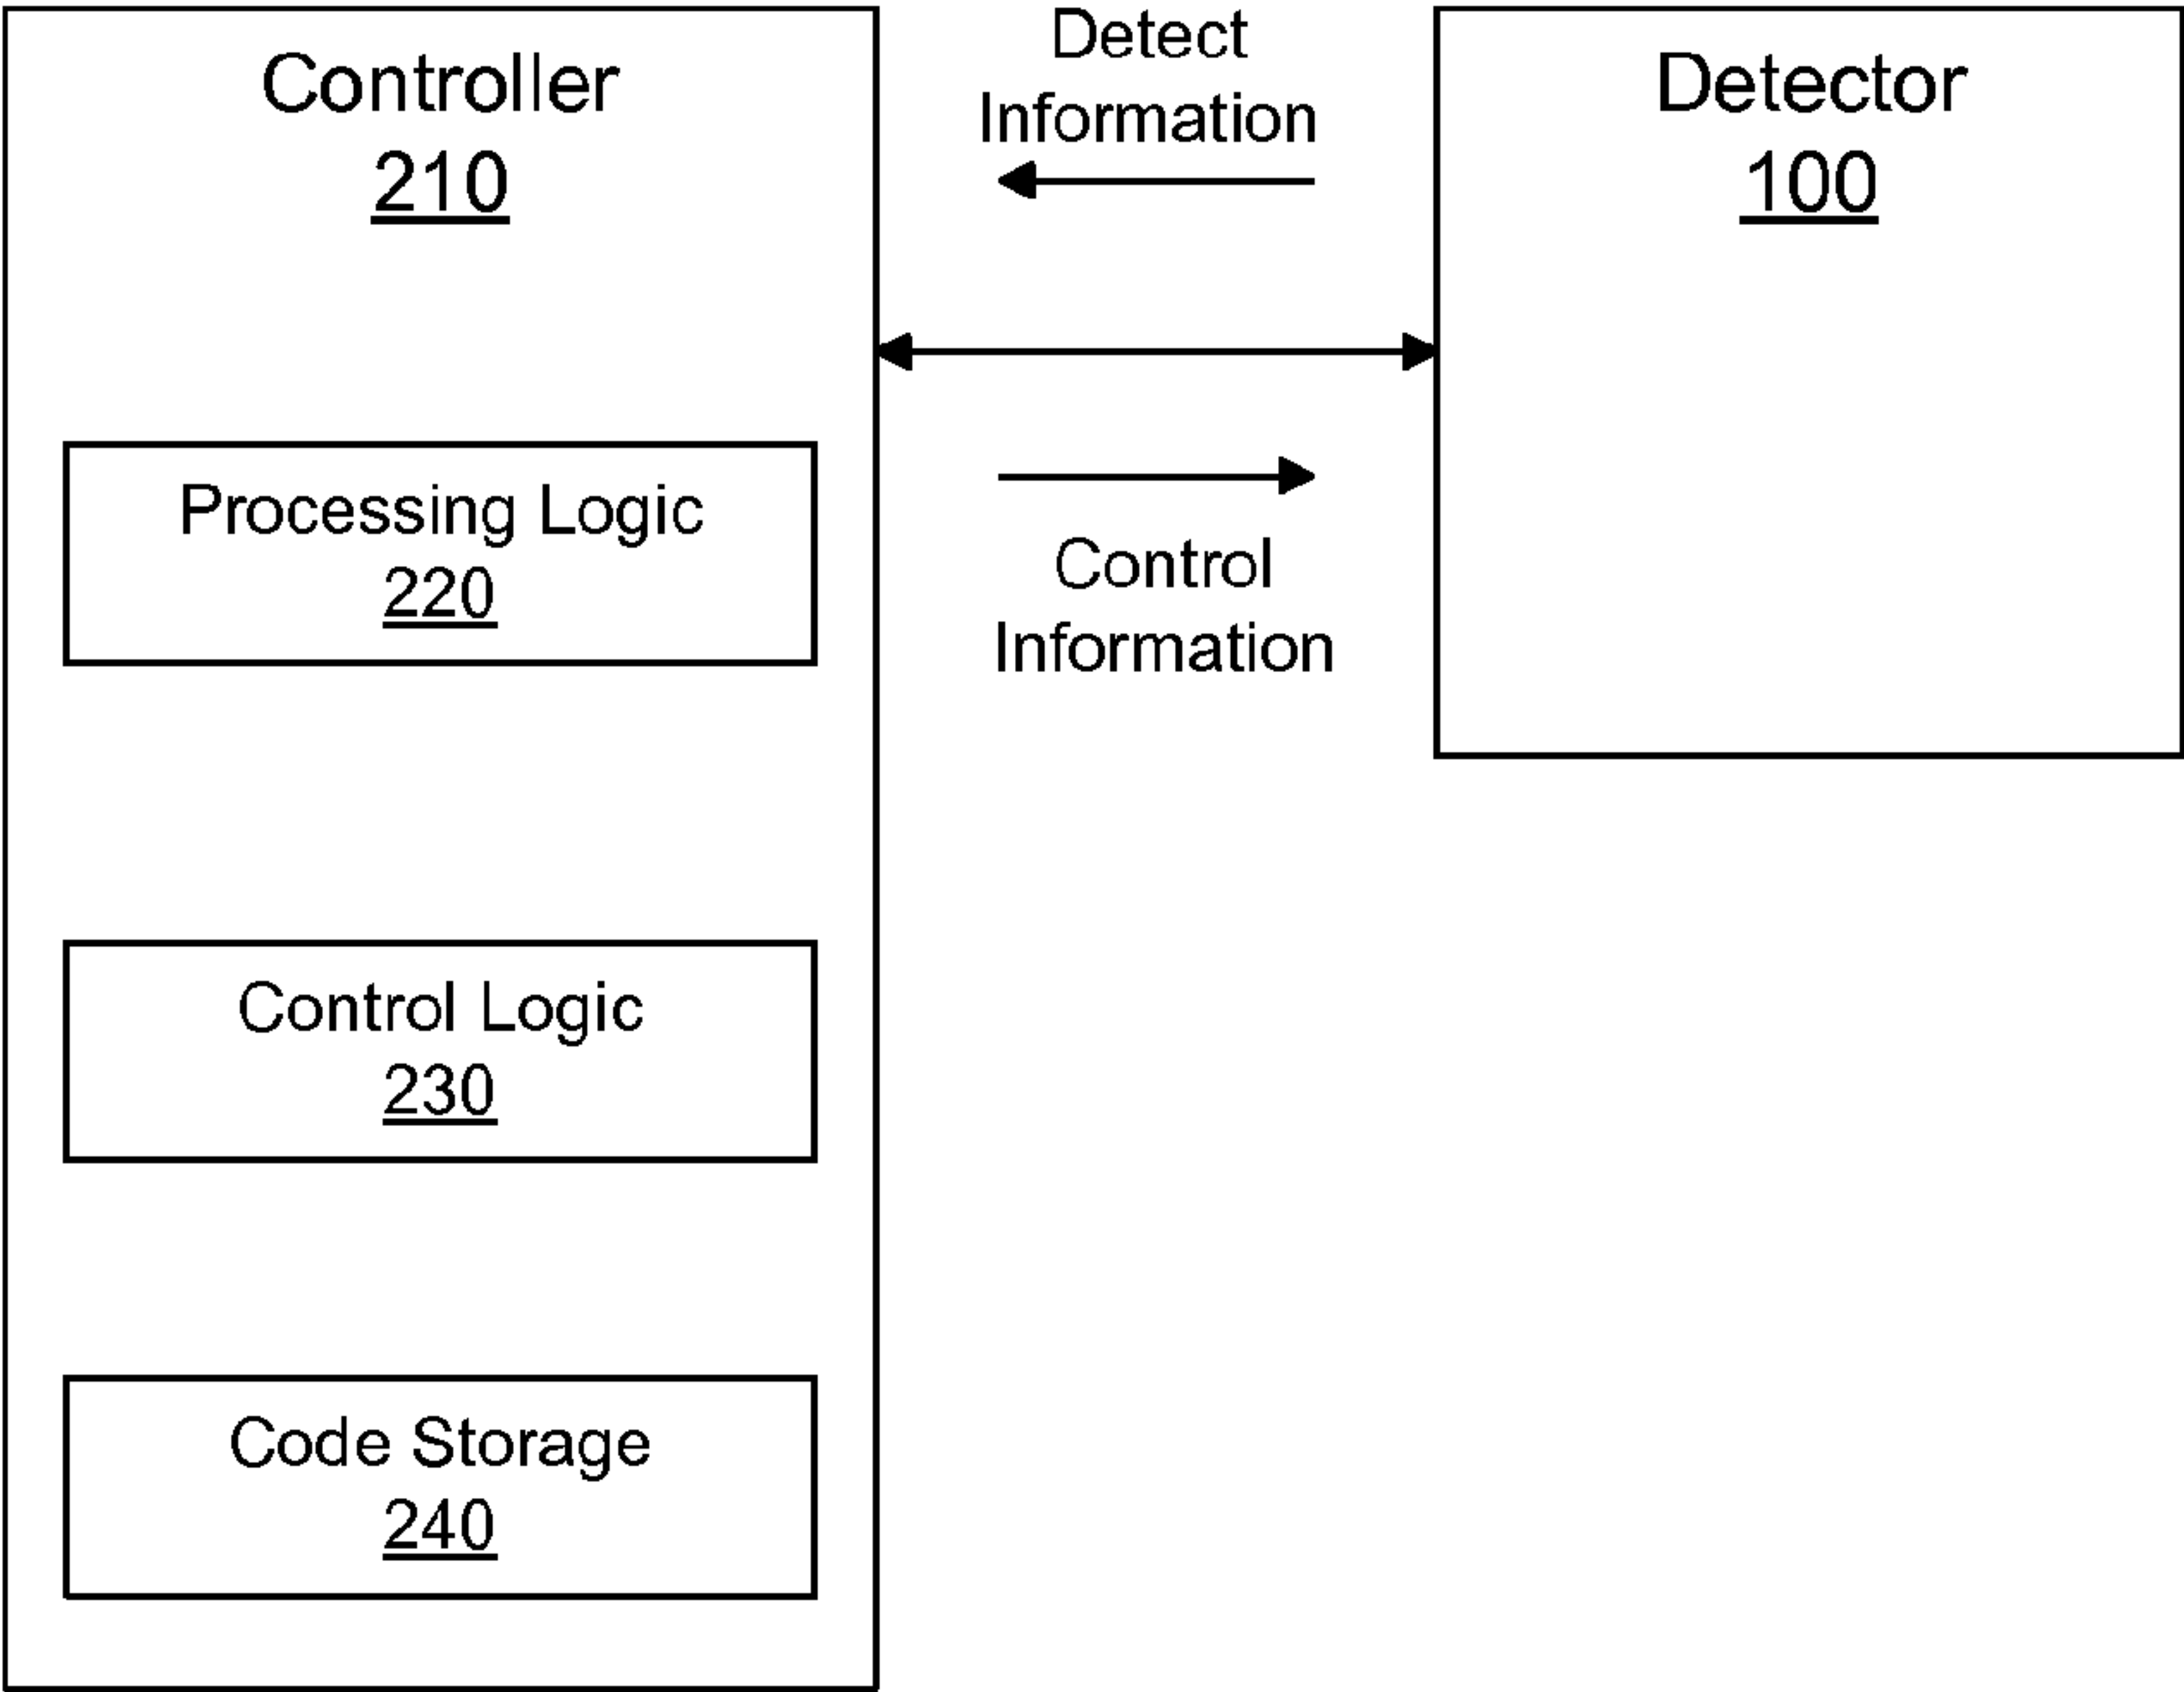 Controller
210
Processing Logic
220
Control Logic
230
Code Storage
240
Detect
Information
Control
Information
Detector
100